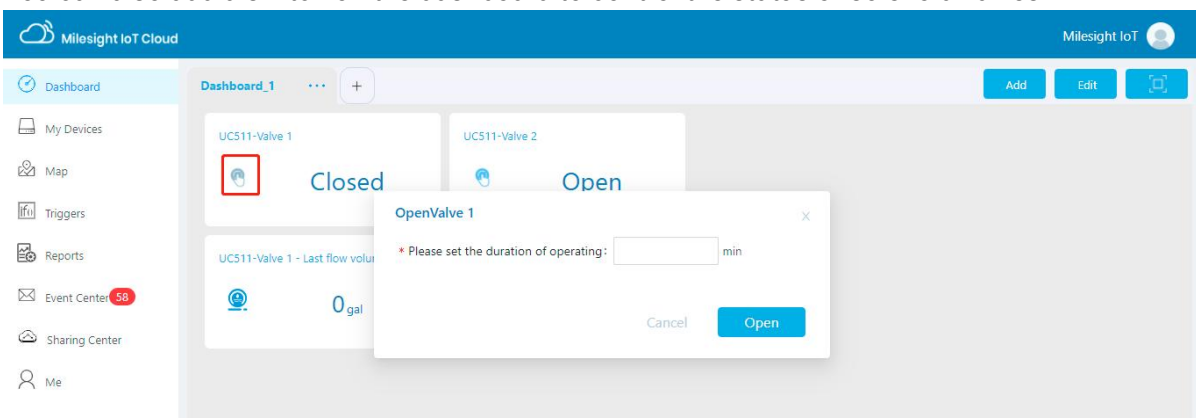 Milesight IoT Cloud
Milesight IoT
Dashboard
My Devices
Map
Triggers
Reports
Event Center 58
Sharing Center
Me
Dashboard_1 ... +
Add Edit
UC511-Valve 1
Closed
UC511-Valve 2
Open
UC511-Valve 1 - Last flow
0 gal
OpenValve 1 x
* Please set the duration of operating: min
Cancel Open